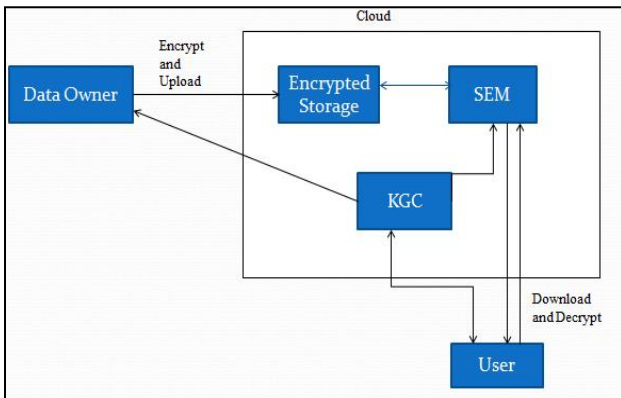 Cloud
Encrypt
and
Upload
Data Owner
Encrypted
Storage
SEM
KGC
Download
and Decrypt
User